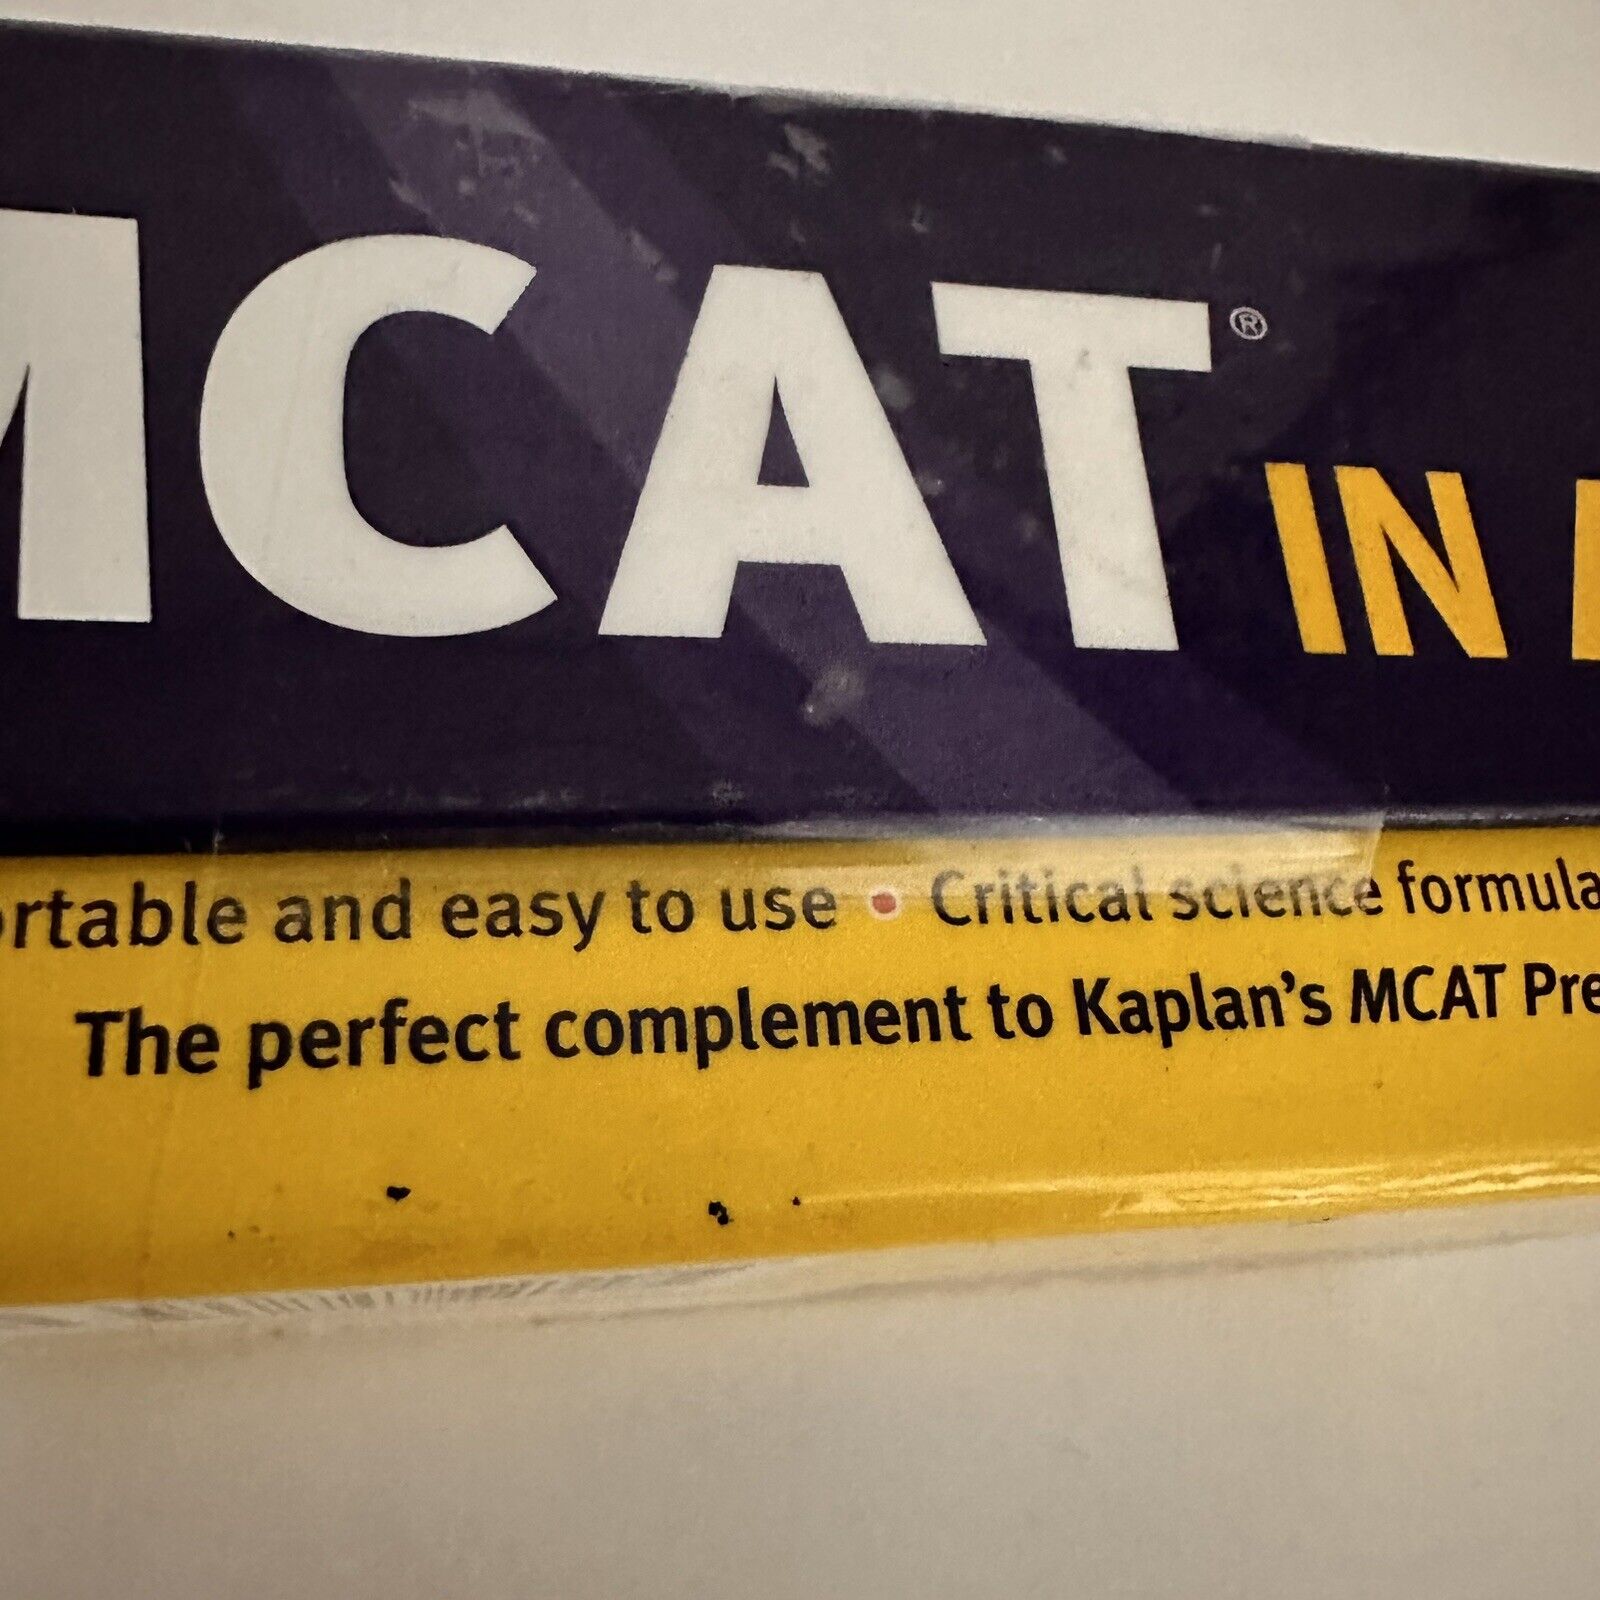 MCAT® IN
ortable and easy to use • Critical science formula
The perfect complement to Kaplan's MCAT Pre